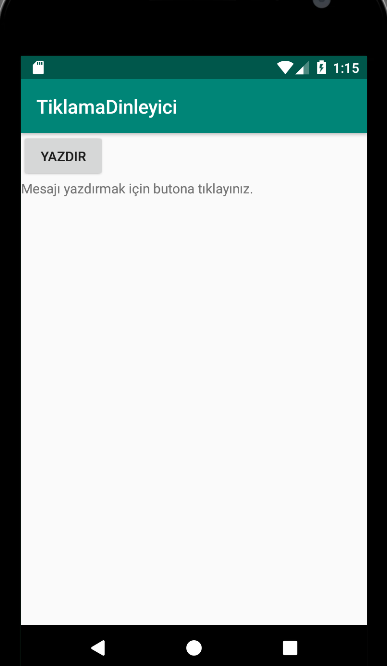 1:15
TiklamaDinleyici
YAZDIR
Mesajı yazdırmak için butona tıklayınız.